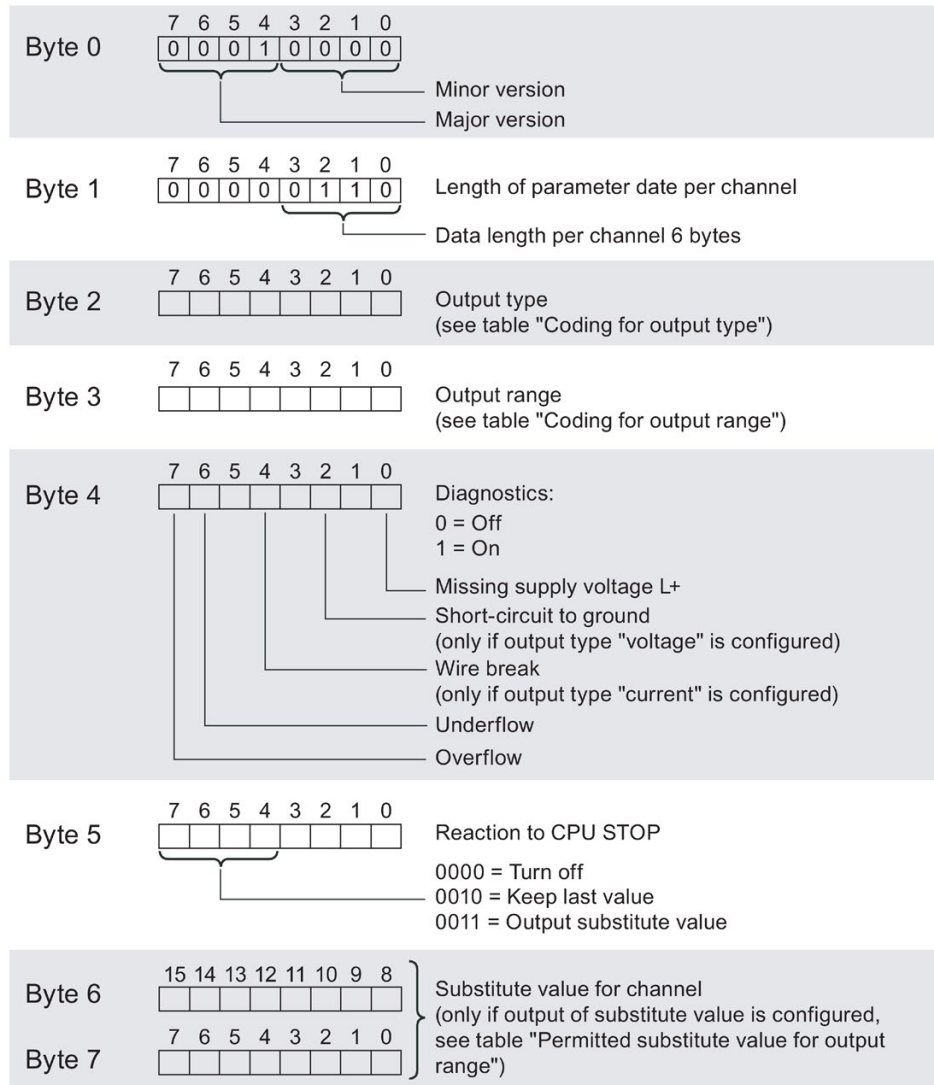 7 6 5 4 3 2 1 0
Byte 0 0 0 0 1 0 0 0 0
Minor version
Major version
7 6 5 4 3 2 1 0
Byte 1 0 0 0 0 0 1 1 0 Length of parameter date per channel
Data length per channel 6 bytes
7 6 5 4 3 2 1 0
Byte 2 Output type
(see table "Coding for output type")
7 6 5 4 3 2 1 0
Byte 3 Output range
(see table "Coding for output range")
7 6 5 4 3 2 1 0
Byte 4 Diagnostics:
0 = Off
1 = On
Missing supply voltage L+
Short-circuit to ground
(only if output type "voltage" is configured)
Wire break
(only if output type "current" is configured)
Underflow
Overflow
7 6 5 4 3 2 1 0
Byte 5 Reaction to CPU STOP
0000 = Turn off
0010 = Keep last value
0011 = Output substitute value
15 14 13 12 11 10 9 8
Byte 6 Substitute value for channel
(only if output of substitute value is configured,
7 6 5 4 3 2 1 0 see table "Permitted substitute value for output
Byte 7 range")